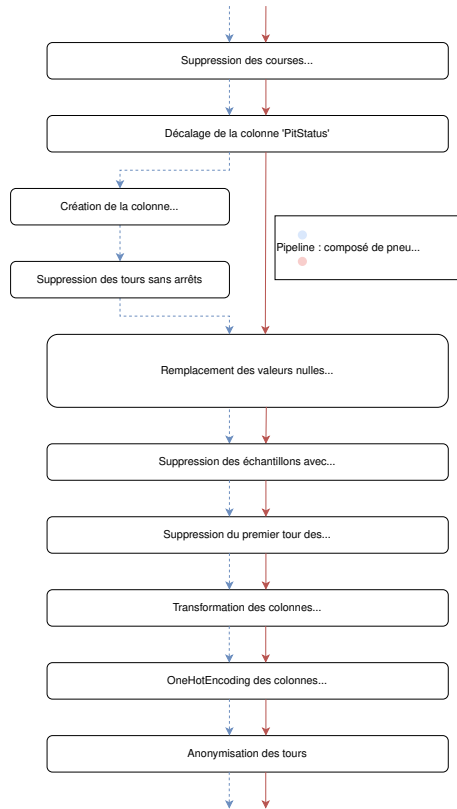 Suppression des courses...
Décalage de la colonne 'PitStatus'
Création de la colonne...
Pipeline : composé de pneu...
Suppression des tours sans arrêts
Remplacement des valeurs nulles...
Suppression des échantillons avec...
Suppression du premier tour des...
Transformation des colonnes...
OneHotEncoding des colonnes...
Anonymisation des tours